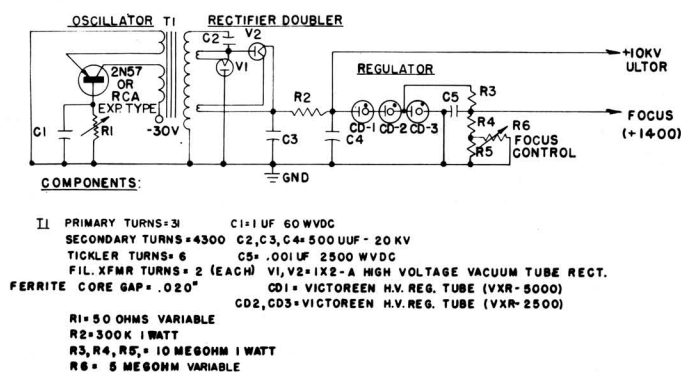 OSCILLATOR T1 RECTIFIER DOUBLER
C2 V2
V1
2N57
OR
RCA
EXP. TYPE
-30V
C1 R1
R2
C3
C4
REGULATOR
CD-1 CD-2 CD-3
C5
R3
R4
R5
R6
FOCUS
CONTROL
+10KV
ULTOR
FOCUS
(+1400)
GND
COMPONENTS:
T1 PRIMARY TURNS=31 C1=1 UF 60 WVDC
SECONDARY TURNS=4300 C2,C3,C4=500 UUF - 20 KV
TICKLER TURNS=6 C5= .001 UF 2500 WVDC
FIL. XFMR TURNS = 2 (EACH) V1, V2=1X2-A HIGH VOLTAGE VACUUM TUBE RECT.
FERRITE CORE GAP= .020" CD1= VICTOREEN H.V. REG. TUBE (VXR-5000)
CD2, CD3=VICTOREEN H.V. REG. TUBE (VXR-2500)
R1=50 OHMS VARIABLE
R2=300K 1 WATT
R3, R4, R5,= 10 MEGOHM 1 WATT
R6= 5 MEGOHM VARIABLE